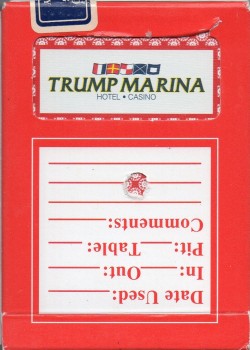 TRUMP MARINA
HOTEL • CASINO
Date Used:
In: Out:
Pit: Table:
Comments: